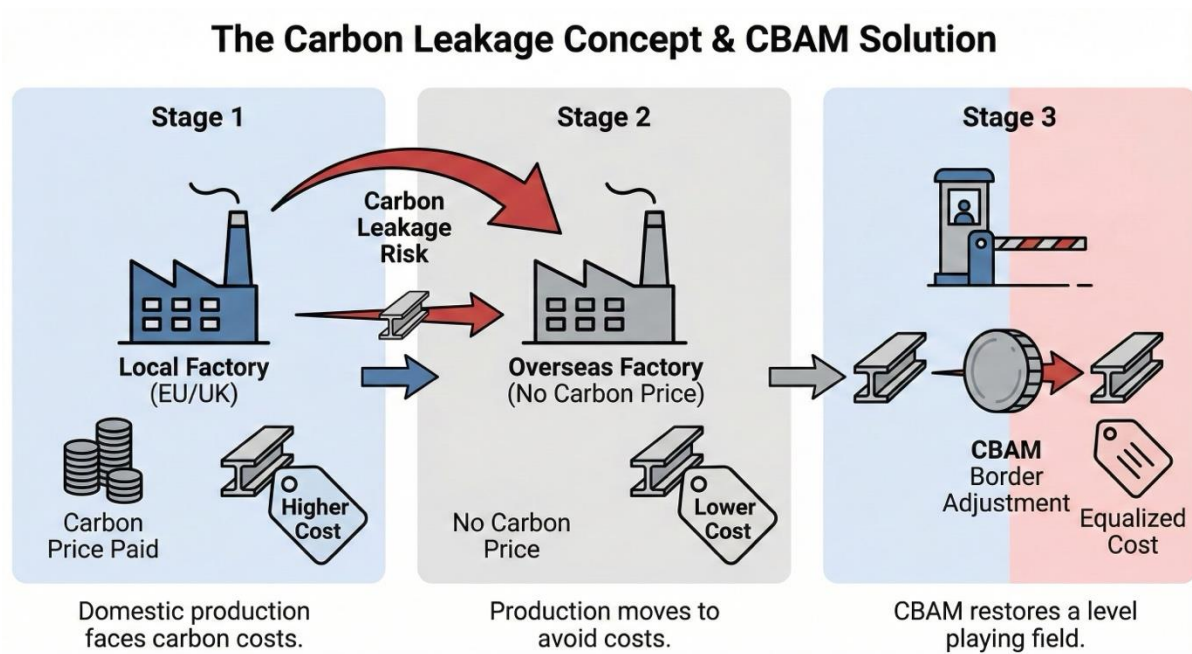 The Carbon Leakage Concept & CBAM Solution
Stage 1
Carbon
Leakage
Risk
Local Factory
(EU/UK)
Carbon
Price Paid
Higher
Cost
Domestic production
faces carbon costs.
Stage 2
Overseas Factory
(No Carbon Price)
No Carbon
Price
Lower
Cost
Production moves to
avoid costs.
Stage 3
CBAM
Border
Adjustment
Equalized
Cost
CBAM restores a level
playing field.